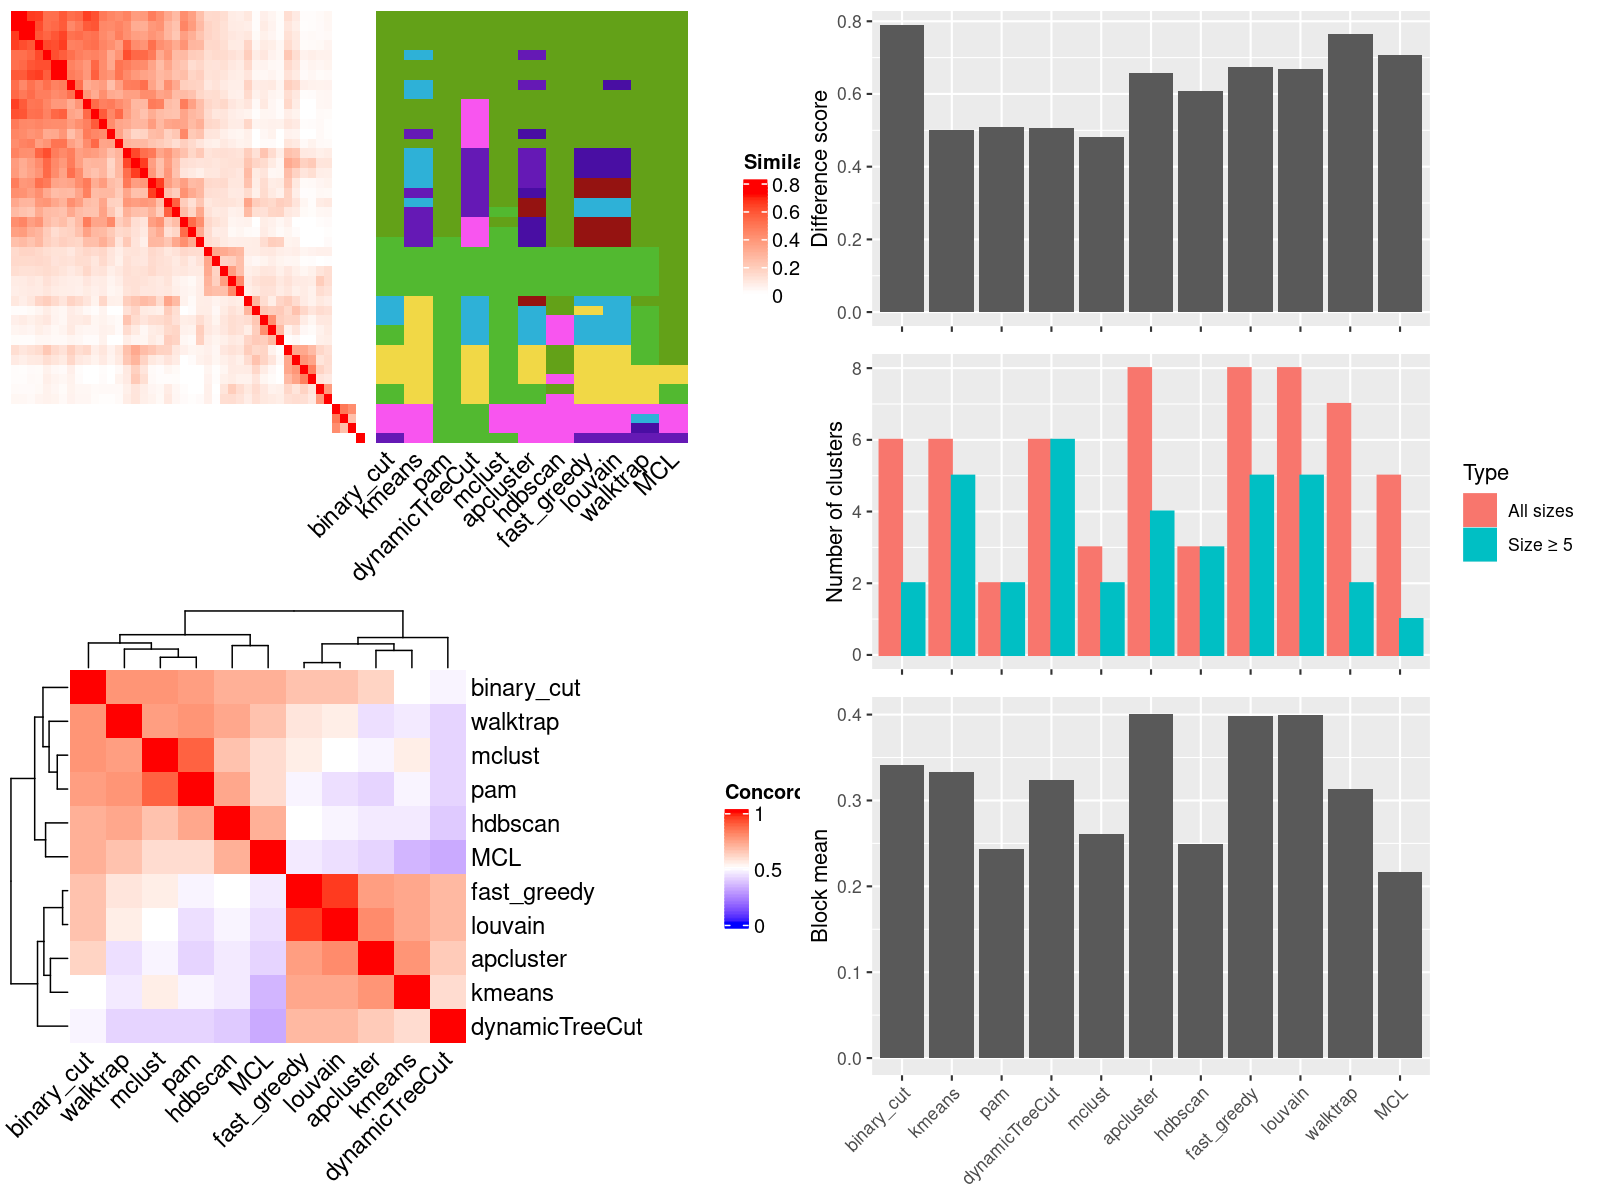 Simila
0.8
0.6
0.4
0.2
0
binary_cut
kmeans
pam
dynamicTreeCut
mclust
apcluster
hdbscan
fast_greedy
louvain
walktrap
MCL
binary_cut
walktrap
mclust
pam
hdbscan
MCL
fast_greedy
louvain
apcluster
kmeans
dynamicTreeCut
binary_cut
walktrap
mclust
pam
hdbscan
MCL
fast_greedy
louvain
apcluster
kmeans
dynamicTreeCut
Concord
1
0.5
0
Difference score
0.8
0.6
0.4
0.2
0.0
Number of clusters
8
6
4
2
0
Type
All sizes
Size ≥ 5
Block mean
0.4
0.3
0.2
0.1
0.0
binary_cut
kmeans
pam
dynamicTreeCut
mclust
apcluster
hdbscan
fast_greedy
louvain
walktrap
MCL